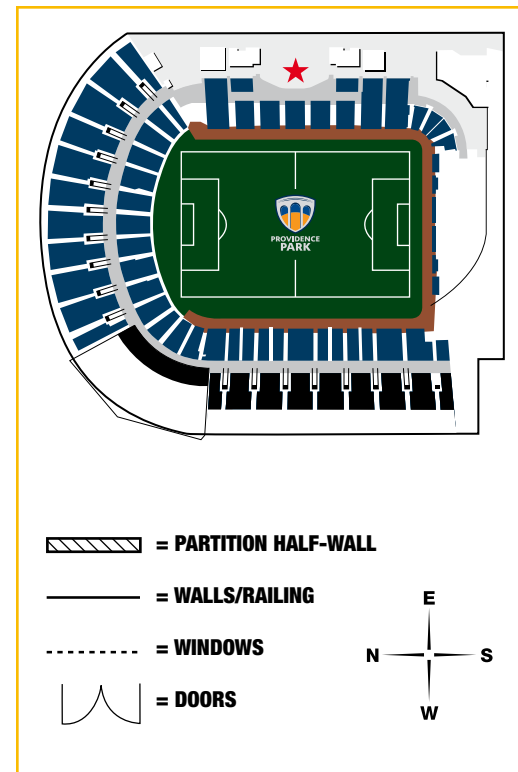 PROVIDENCE
PARK
= PARTITION HALF-WALL
= WALLS/RAILING
= WINDOWS
= DOORS
E
N S
W